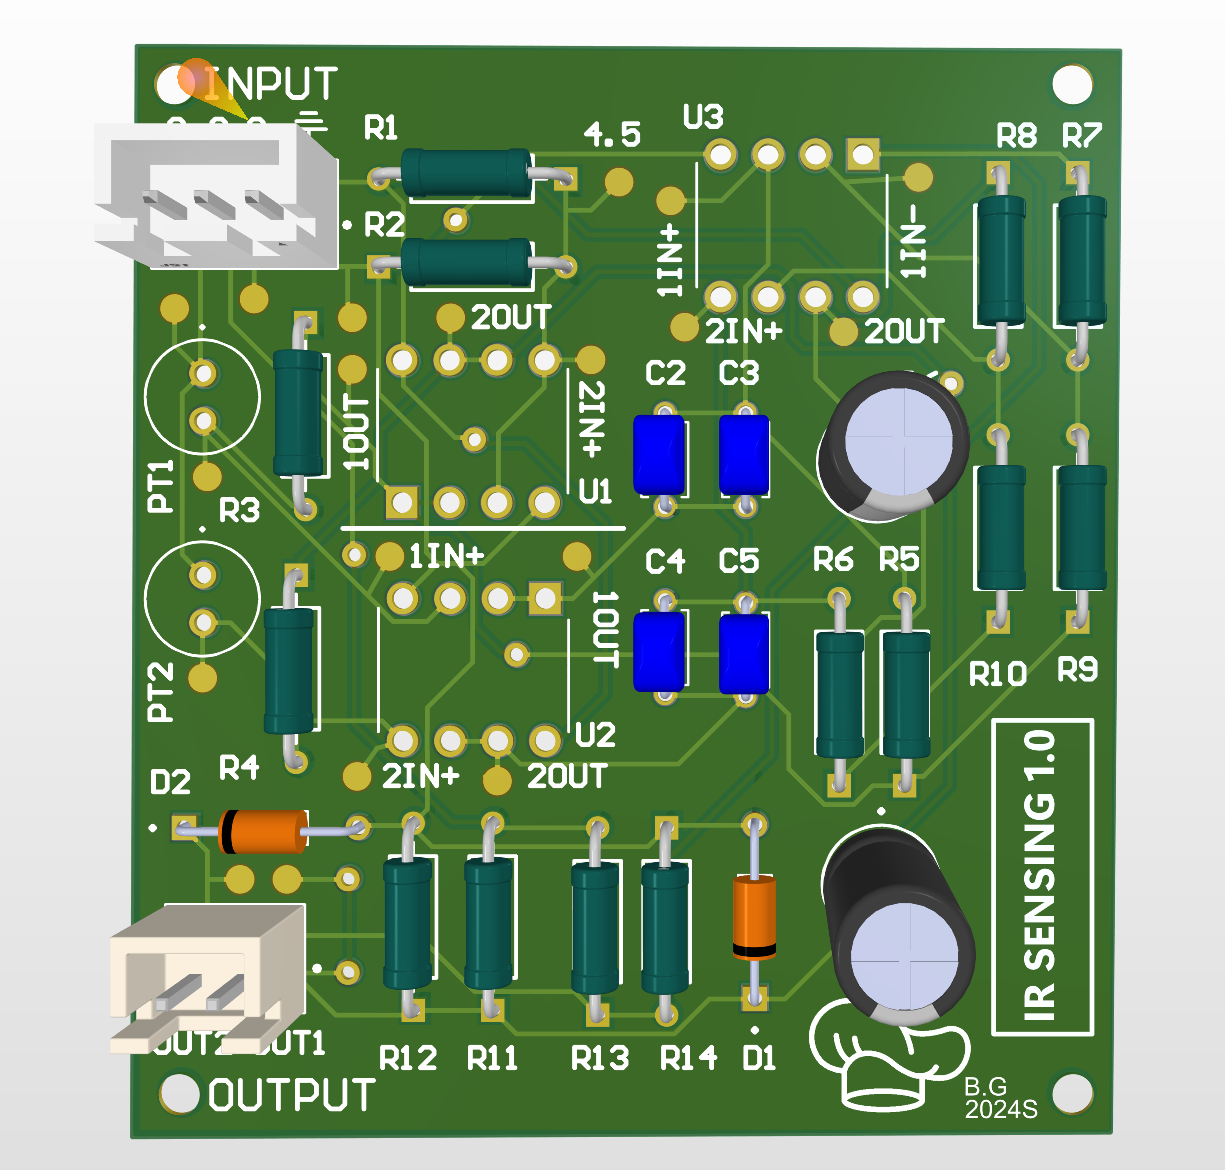 INPUT
R1
4.5
U3
R8
R7
R2
1IN+
1IN-
2OUT
2IN+
2OUT
C2
C3
1OUT
2IN+
PT1
R3
U1
1IN+
C4
C5
R6
R5
1OUT
PT2
R10
R9
U2
R4
2IN+
2OUT
D2
IR SENSING 1.0
OUT2
OUT1
R12
R11
R13
R14
D1
OUTPUT
B.G
2024S